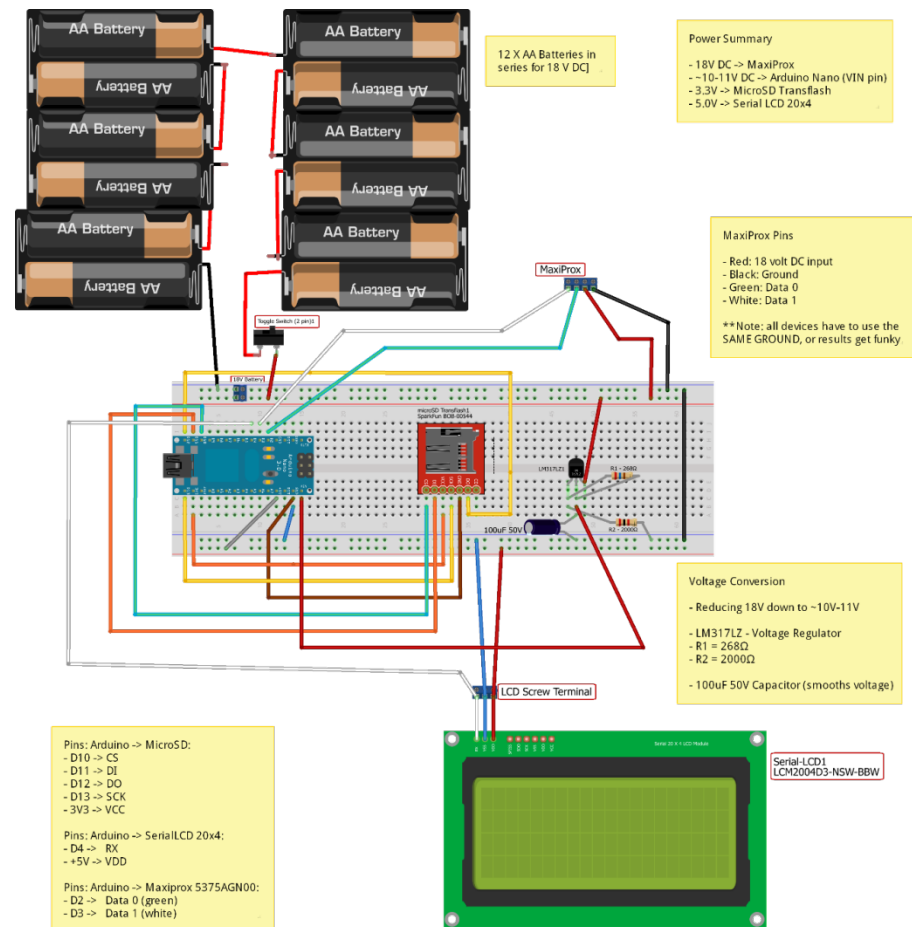 AA Battery
AA Battery
AA Battery
AA Battery
AA Battery
AA Battery
AA Battery
AA Battery
AA Battery
AA Battery
AA Battery
AA Battery
12 X AA Batteries in
series for 18 V DC]
Power Summary
- 18V DC -> MaxiProx
- ~10-11V DC -> Arduino Nano (VIN pin)
- 3.3V -> MicroSD Transflash
- 5.0V -> Serial LCD 20x4
MaxiProx Pins
- Red: 18 volt DC input
- Black: Ground
- Green: Data 0
- White: Data 1
**Note: all devices have to use the
SAME GROUND, or results get funky
MaxiProx
Toggle Switch (2 pin)1
18V Battery
microSD Transflash1
SparkFun BOB-00544
LM317LZ1
R1 - 268Ω
R2 - 2000Ω
100uF 50V
Voltage Conversion
- Reducing 18V down to ~10V-11V
- LM317LZ - Voltage Regulator
- R1 = 268Ω
- R2 = 2000Ω
- 100uF 50V Capacitor (smooths voltage)
LCD Screw Terminal
Serial 20 X 4 LCD Module
Serial-LCD1
LCM2004D3-NSW-BBW
Pins: Arduino -> MicroSD:
- D10 -> CS
- D11 -> DI
- D12 -> DO
- D13 -> SCK
- 3V3 -> VCC
Pins: Arduino -> SerialLCD 20x4:
- D4 -> RX
- +5V -> VDD
Pins: Arduino -> Maxiprox 5375AGN00:
- D2 -> Data 0 (green)
- D3 -> Data 1 (white)